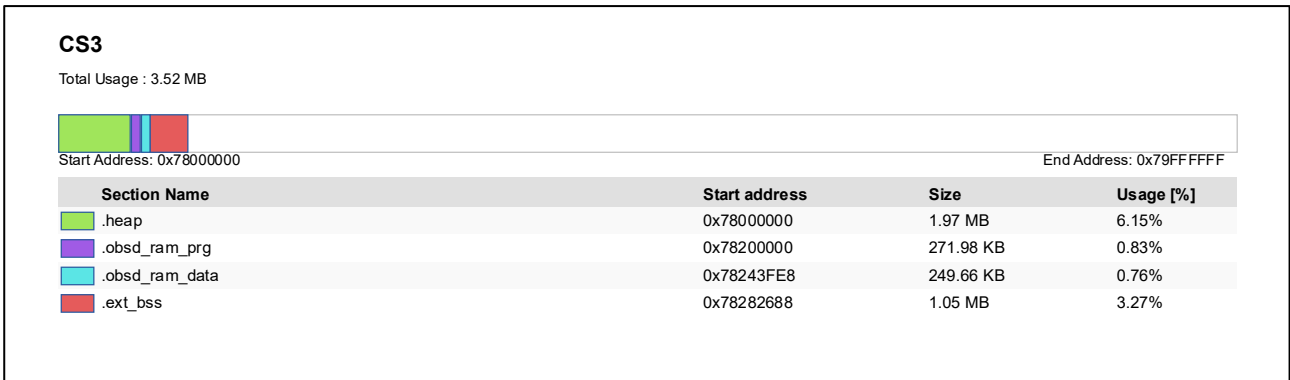 CS3
Total Usage : 3.52 MB
Start Address: 0x78000000 End Address: 0x79FFFFFF
Section Name Start address Size Usage [%]
.heap 0x78000000 1.97 MB 6.15%
.obsd_ram_prg 0x78200000 271.98 KB 0.83%
.obsd_ram_data 0x78243FE8 249.66 KB 0.76%
.ext_bss 0x78282688 1.05 MB 3.27%